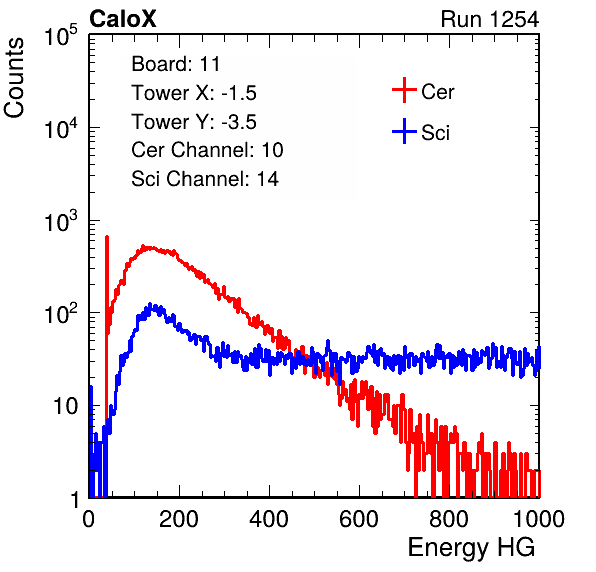 CaloX Run 1254
Counts
10^5
10^4
10^3
10^2
10
1
Board: 11
Tower X: -1.5
Tower Y: -3.5
Cer Channel: 10
Sci Channel: 14
Cer
Sci
0 200 400 600 800 1000
Energy HG